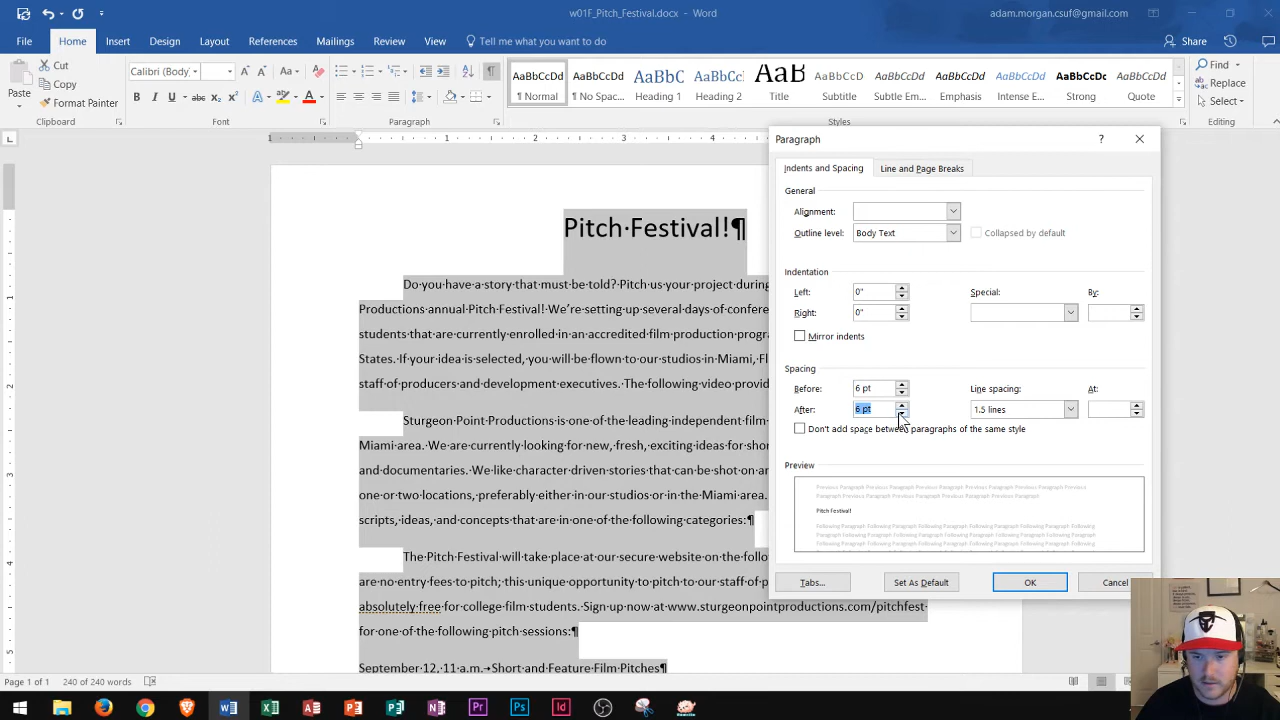 w01F_Pitch_Festival.docx - Word
adam.morgan.csuf@gmail.com
File Home Insert Draw Design Layout References Mailings Review View Tell me what you want to do Share
Paste Cut Copy Format Painter
Clipboard
Calibri (Body)
Font
AaBbCcDd ¶ Normal
AaBbCcDd ¶ No Spac...
AaBbC Heading 1
AaBbCc Heading 2
AaB Title
AaBbCcD Subtitle
AaBbCcDd Subtle Em...
AaBbCcDd Emphasis
AaBbCcDd Intense E...
AaBbCcDc Strong
AaBbCcDd Quote
Styles
Find
Replace
Select
Editing
Pitch·Festival!¶
Do·you·have·a·story·that·must·be·told?·Pitch·us·your·project·during
Productions·annual·Pitch·Festival!·We're·setting·up·several·days·of·confere
students·that·are·currently·enrolled·in·an·accredited·film·production·progra
States.·If·your·idea·is·selected,·you·will·be·flown·to·our·studios·in·Miami,·Fl
staff·of·producers·and·development·executives.·The·following·video·provid
Sturgeon·Point·Productions·is·the·leading·independent·film
Miami·area.·We·are·currently·looking·for·new,·fresh,·exciting·ideas·for·short
and·documentaries.·We·like·character·driven·stories·that·can·be·shot·on·a
one·or·two·locations,·preferably·either·in·our·studios·or·in·the·Miami·area.
scripts,·ideas,·and·concepts·that·are·in·one·of·the·following·categories:¶
The·Pitch·Festival·will·take·place·at·our·secure·website·on·the·follo
are·no·entry·fees·to·pitch;·this·unique·opportunity·to·pitch·to·our·staff·of·p
absolutely·free·for·college·film·students.·Sign·up·now·at·www.sturgeonpointproductions.com/pitchfest·
for·one·of·the·following·pitch·sessions:¶
September·12,·11·a.m.→Short·and·Feature·Film·Pitches¶
Paragraph ?
Indents and Spacing Line and Page Breaks
General
Alignment:
Outline level: Body Text Collapsed by default
Indentation
Left: 0" Special: By:
Right: 0"
Mirror indents
Spacing
Before: 6 pt Line spacing: At:
After: 6 pt 1.5 lines
Don't add space between paragraphs of the same style
Preview
Previous Paragraph Previous Paragraph Previous Paragraph Previous Paragraph Previous Paragraph Previous
Paragraph Previous Paragraph Previous Paragraph Previous Paragraph Previous Paragraph
Pitch Festival!
Following Paragraph Following Paragraph Following Paragraph Following Paragraph Following
Paragraph Following Paragraph Following Paragraph Following Paragraph Following Paragraph
Tabs... Set As Default OK Cancel
Page 1 of 1 240 of 240 words